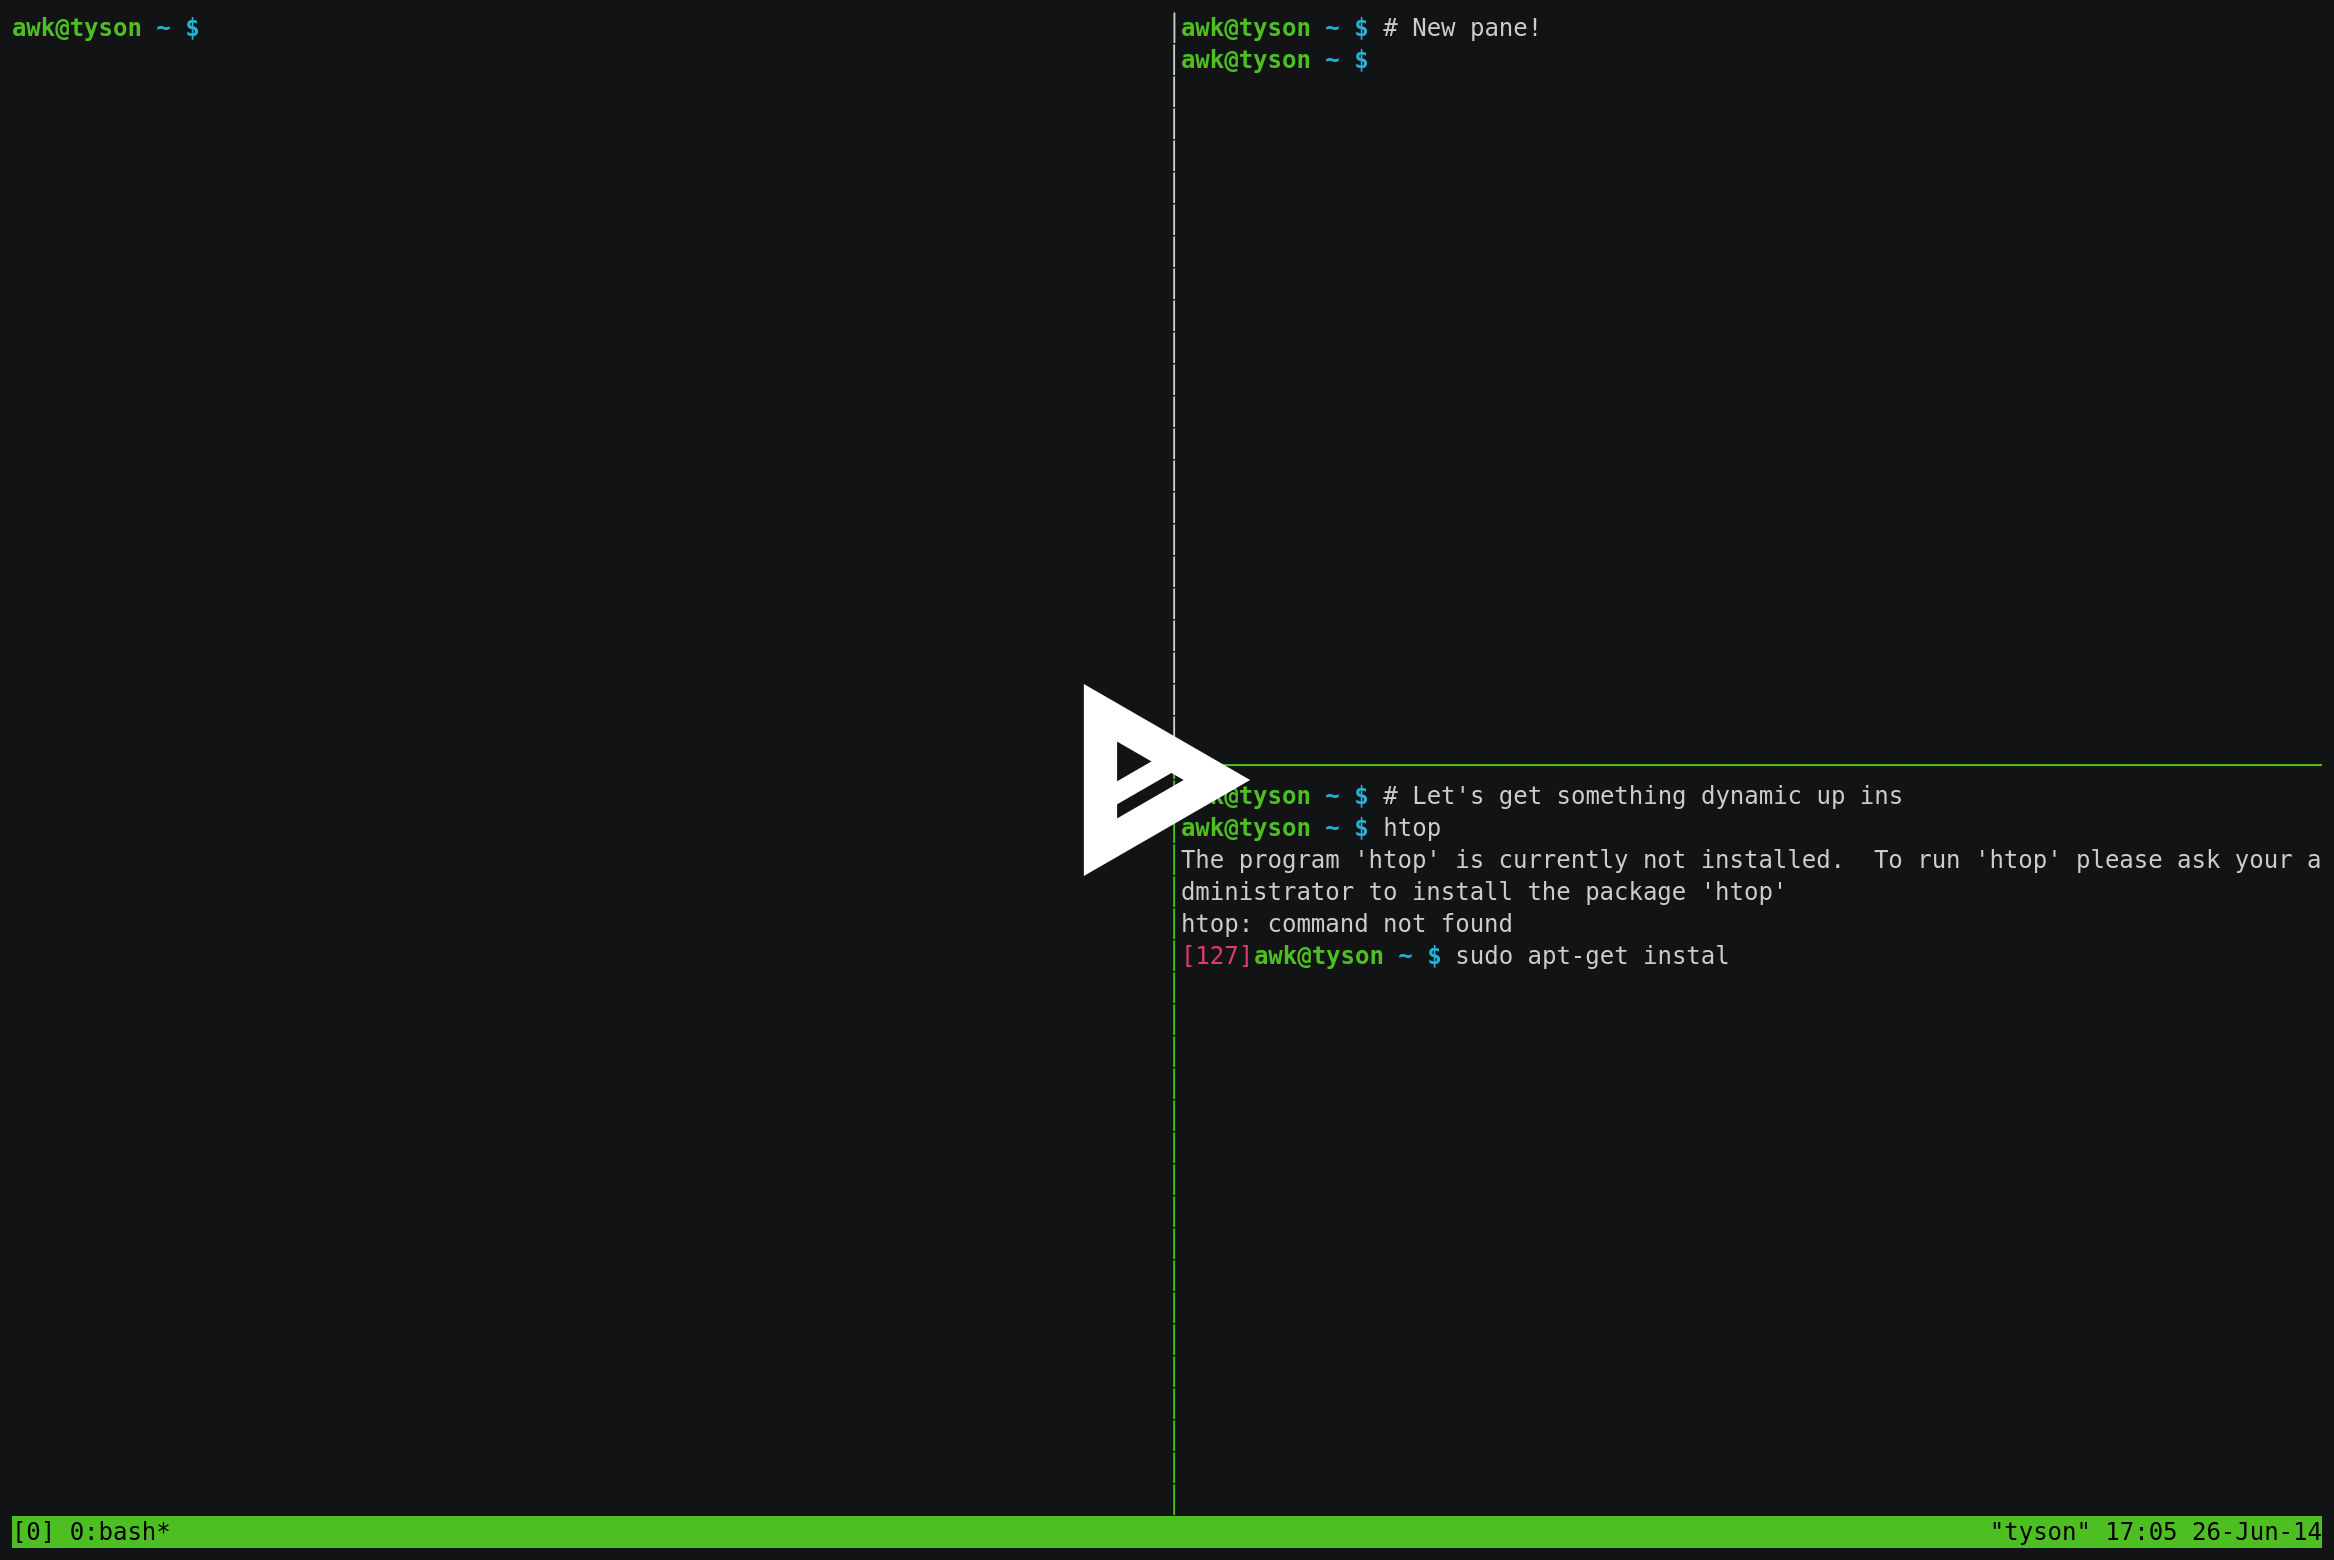 awk@tyson ~ $
awk@tyson ~ $ # New pane!
awk@tyson ~ $
k@tyson ~ $ # Let's get something dynamic up ins
awk@tyson ~ $ htop
The program 'htop' is currently not installed.  To run 'htop' please ask your a
dministrator to install the package 'htop'
htop: command not found
[127]awk@tyson ~ $ sudo apt-get instal
[0] 0:bash*
"tyson" 17:05 26-Jun-14